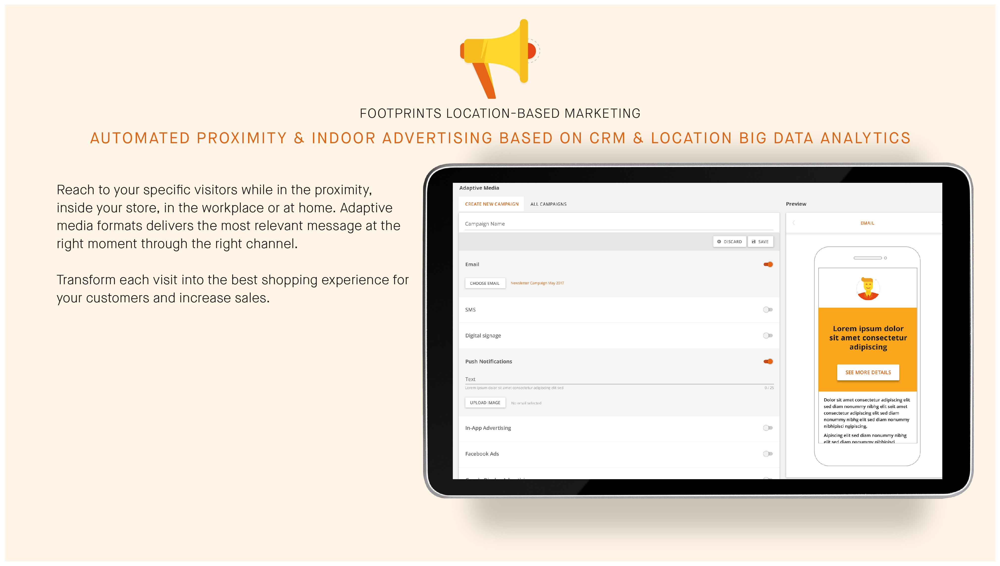 FOOTPRINTS LOCATION-BASED MARKETING
AUTOMATED PROXIMITY & INDOOR ADVERTISING BASED ON CRM & LOCATION BIG DATA ANALYTICS
Reach to your specific visitors while in the proximity,
inside your store, in the workplace or at home. Adaptive
media formats delivers the most relevant message at the
right moment through the right channel.
Transform each visit into the best shopping experience for
your customers and increase sales.
Adaptive Media
CREATE NEW CAMPAIGN ALL CAMPAIGNS
Campaign Name
DISCARD SAVE
Email
CHOOSE EMAIL Newsletter Campaign May 2017
SMS
Digital signage
Push Notifications
Text
Lorem ipsum dolor sit amet consectetur adipiscing elit sed 0 / 25
UPLOAD IMAGE No email selected
In-App Advertising
Facebook Ads
Preview
EMAIL
Lorem ipsum dolor
sit amet consectetur
adipiscing
SEE MORE DETAILS
Dolor sit amet consectetur adipiscing elit
sed diam nonummy nibhg elit seit amet
consectetur adipiscing elit sed diam
nonummy nibhg elit sed diam nonummy
nibhipisci ngipiscing.
Aipiscing elit sed diam nonummy nibhg
elit sed diam nonummy nibhipisci